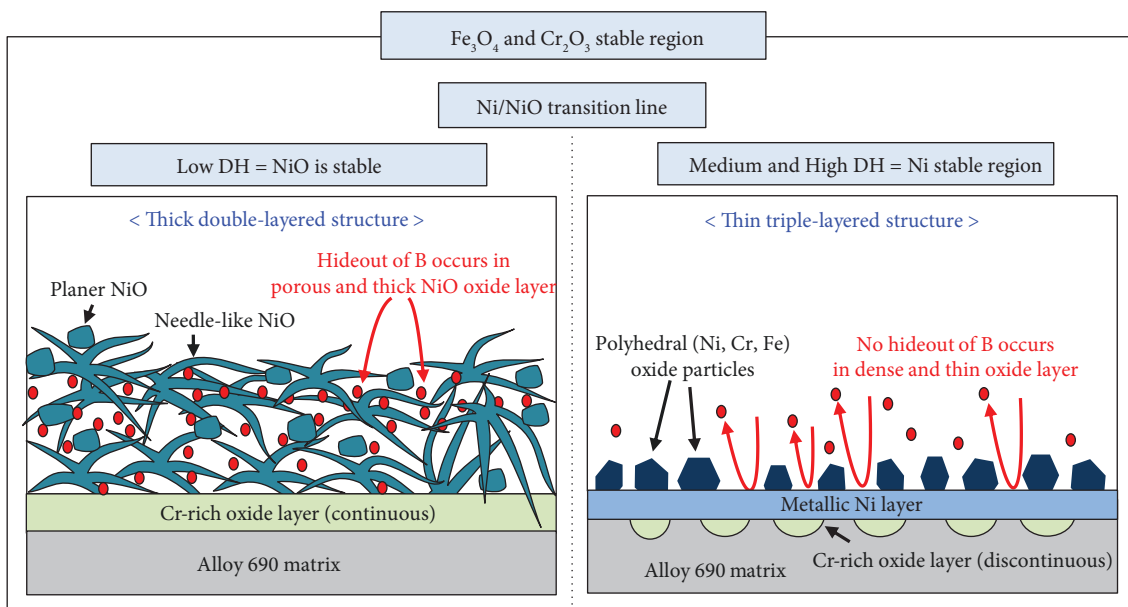 Fe₃O₄ and Cr₂O₃ stable region
Ni/NiO transition line
Low DH = NiO is stable
< Thick double-layered structure >
Hideout of B occurs in
porous and thick NiO oxide layer
Planer NiO
Needle-like NiO
Cr-rich oxide layer (continuous)
Alloy 690 matrix
Medium and High DH = Ni stable region
< Thin triple-layered structure >
Polyhedral (Ni, Cr, Fe)
oxide particles
No hideout of B occurs
in dense and thin oxide layer
Metallic Ni layer
Cr-rich oxide layer (discontinuous)
Alloy 690 matrix